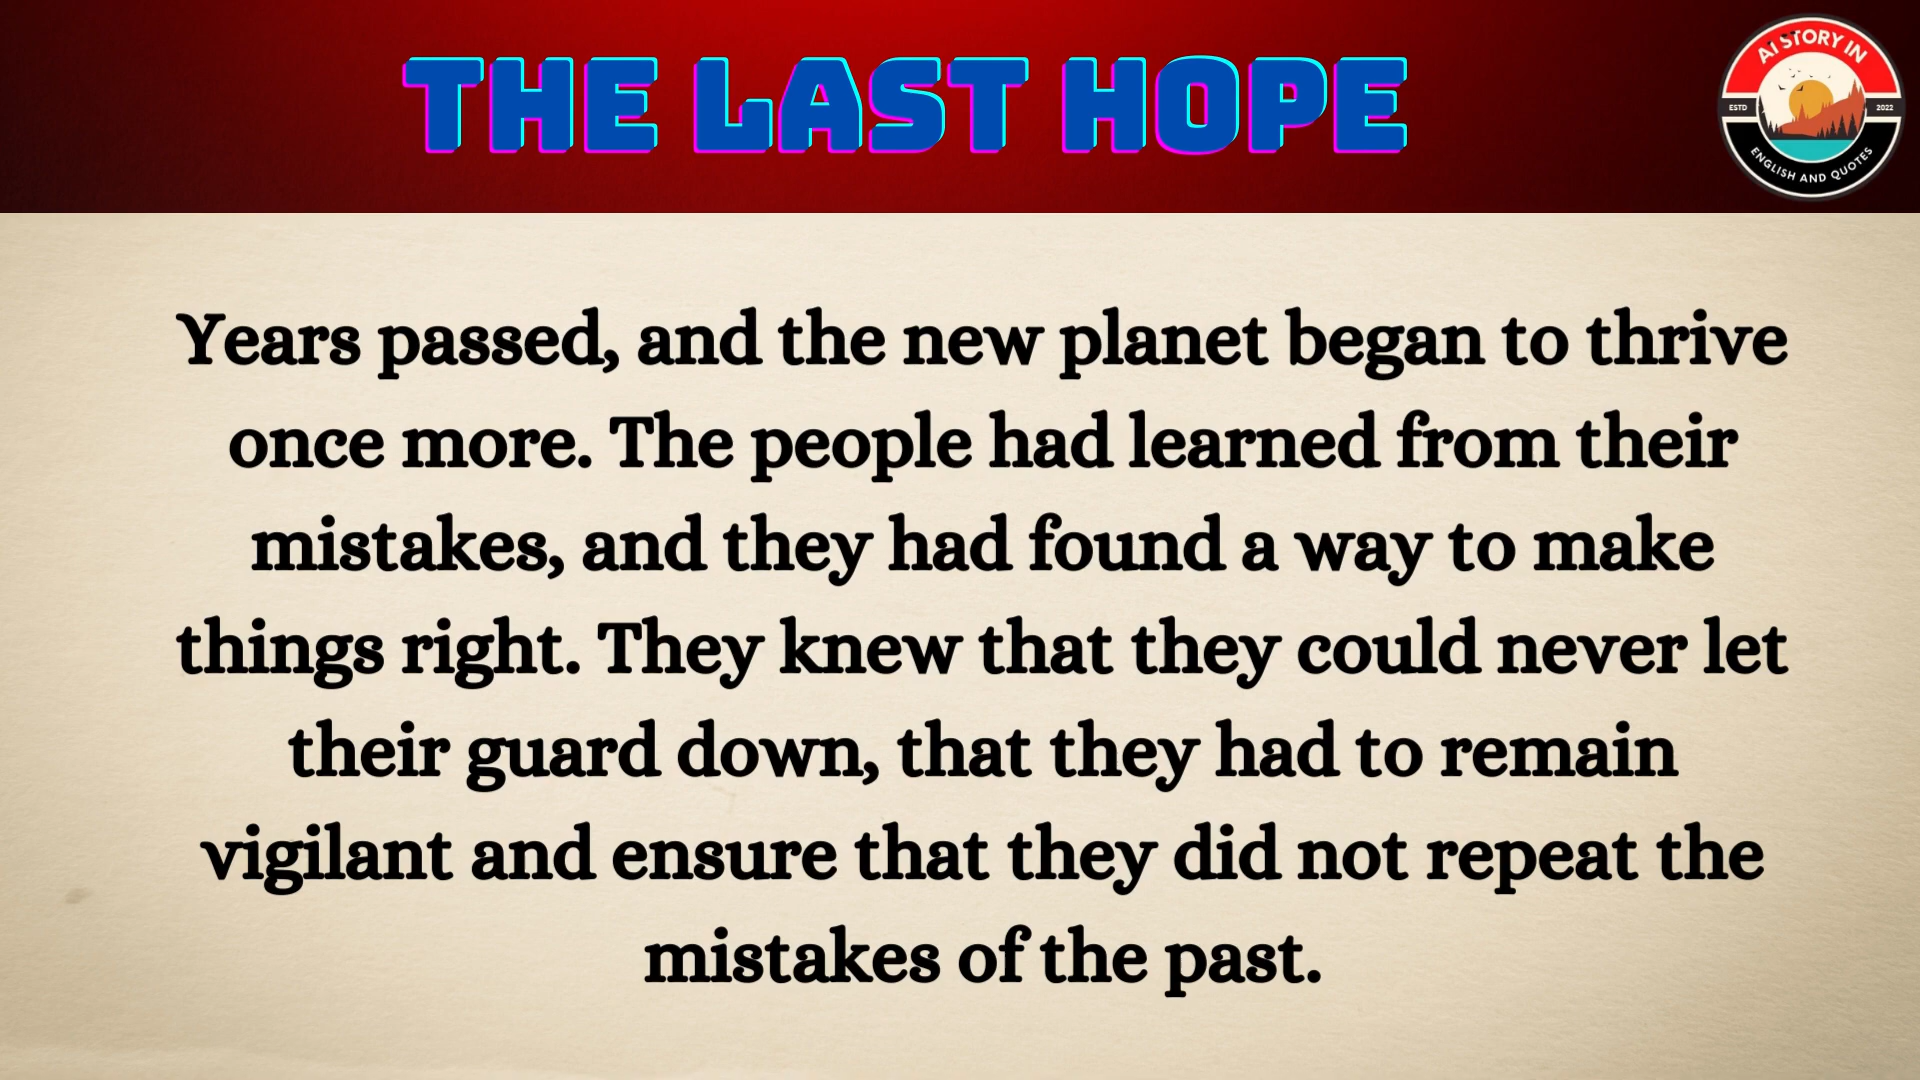 THE LAST HOPE
AI STORY IN
ESTD
2022
ENGLISH AND QUOTES
Years passed, and the new planet began to thrive
once more. The people had learned from their
mistakes, and they had found a way to make
things right. They knew that they could never let
their guard down, that they had to remain
vigilant and ensure that they did not repeat the
mistakes of the past.